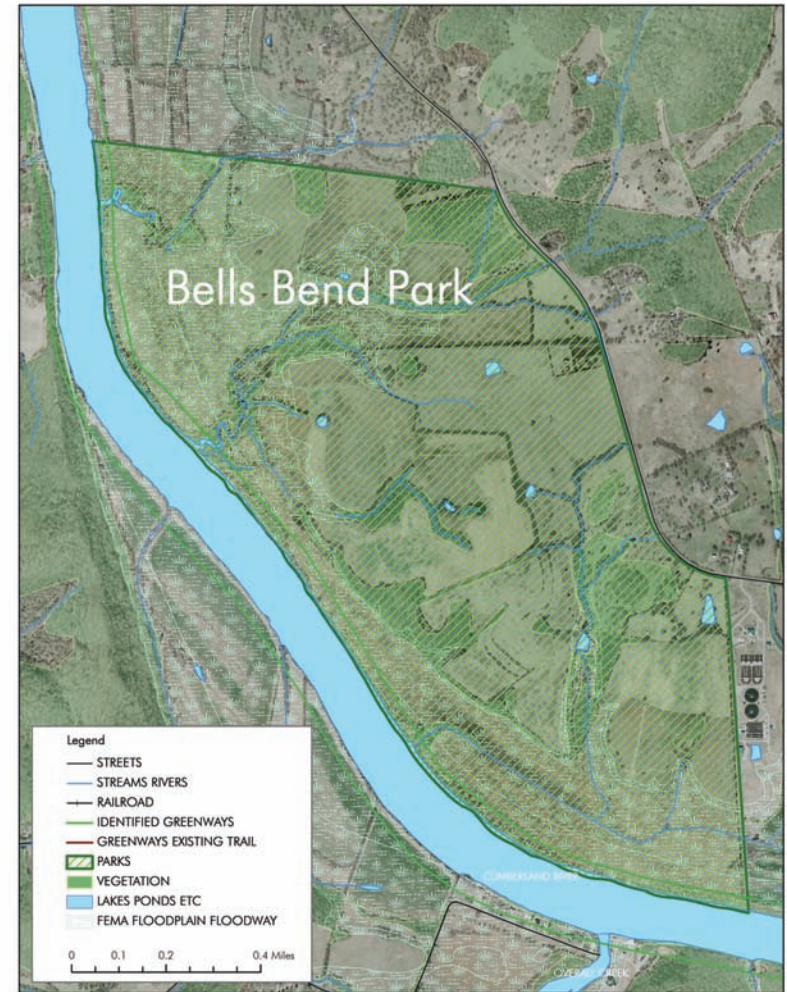 Bells Bend Park
Legend
STREETS
STREAMS RIVERS
RAILROAD
IDENTIFIED GREENWAYS
GREENWAYS EXISTING TRAIL
PARKS
VEGETATION
LAKES PONDS ETC
FEMA FLOODPLAIN FLOODWAY
0 0.1 0.2 0.4 Miles
CUMBERLAND RIVER
OVERALL CREEK